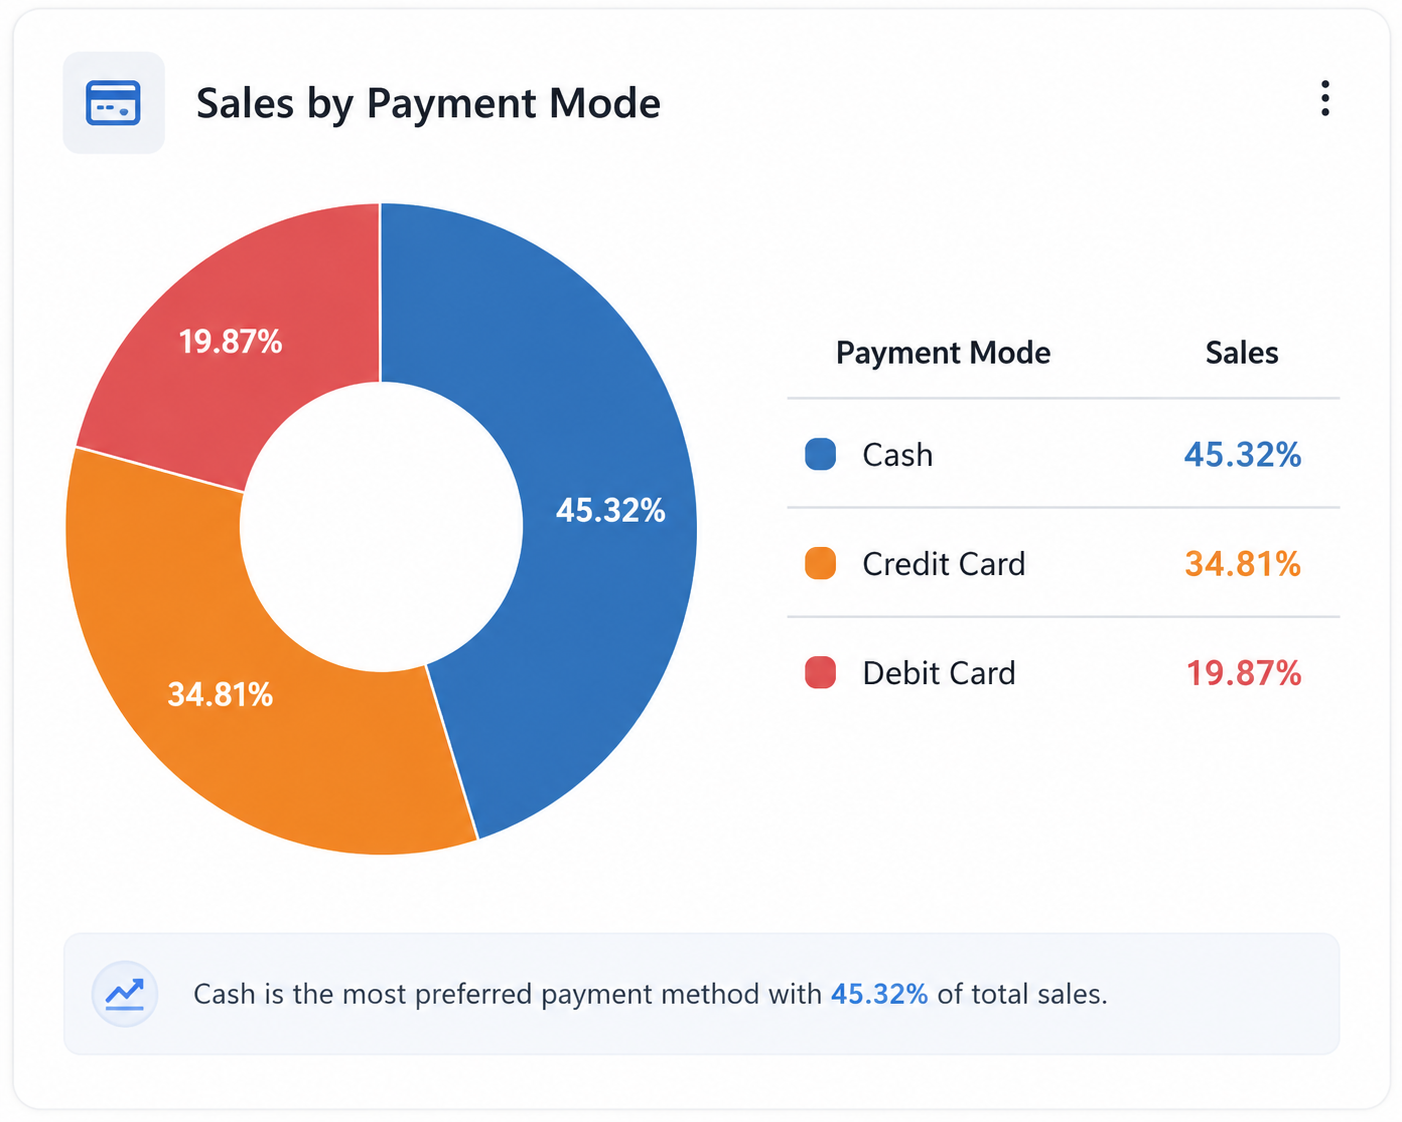 Sales by Payment Mode
19.87%
45.32%
34.81%
Payment Mode Sales
Cash 45.32%
Credit Card 34.81%
Debit Card 19.87%
Cash is the most preferred payment method with 45.32% of total sales.